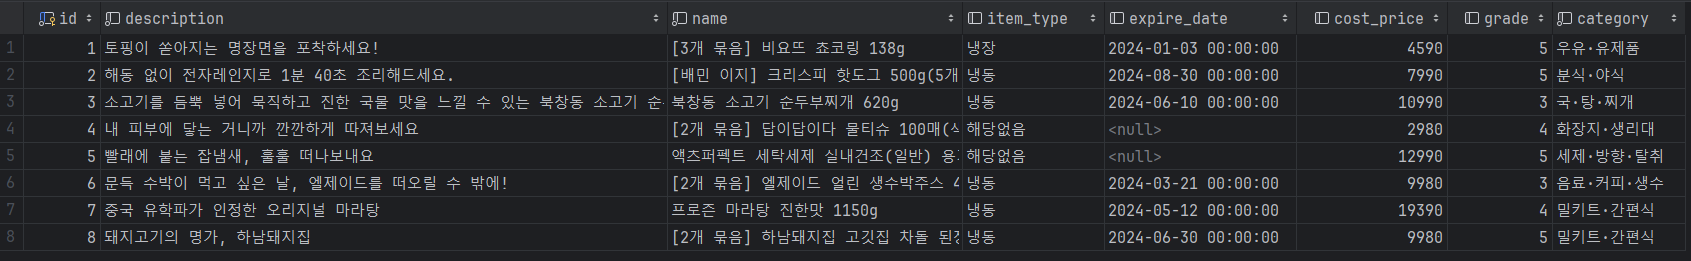 id description name item_type expire_date cost_price grade category
1 1 토핑이 쏟아지는 명장면을 포착하세요! [3개 묶음] 비요뜨 쵸코링 138g 냉장 2024-01-03 00:00:00 4590 5 우유·유제품
2 2 해동 없이 전자레인지로 1분 40초 조리해드세요. [배민 이지] 크리스피 핫도그 500g(5개 냉동 2024-08-30 00:00:00 7990 5 분식·야식
3 3 소고기를 듬뿍 넣어 묵직하고 진한 국물 맛을 느낄 수 있는 북창동 소고기 순 북창동 소고기 순두부찌개 620g 냉동 2024-06-10 00:00:00 10990 3 국·탕·찌개
4 4 내 피부에 닿는 거니까 깐깐하게 따져보세요 [2개 묶음] 답이답이다 물티슈 100매( 해당없음 <null> 2980 4 화장지·생리대
5 5 빨래에 붙는 잡냄새, 훌훌 떠나보내요 액츠퍼펙트 세탁세제 실내건조(일반) 해당없음 <null> 12990 5 세제·방향·탈취
6 6 문득 수박이 먹고 싶은 날, 엘제이드를 떠오릴 수 밖에! [2개 묶음] 엘제이드 얼린 생수박주스 4 냉동 2024-03-21 00:00:00 9980 3 음료·커피·생수
7 7 중국 유학파가 인정한 오리지널 마라탕 프로즌 마라탕 진한맛 1150g 냉동 2024-05-12 00:00:00 19390 4 밀키트·간편식
8 8 돼지고기의 명가, 하남돼지집 [2개 묶음] 하남돼지집 고깃집 차돌 된 냉동 2024-06-30 00:00:00 9980 5 밀키트·간편식